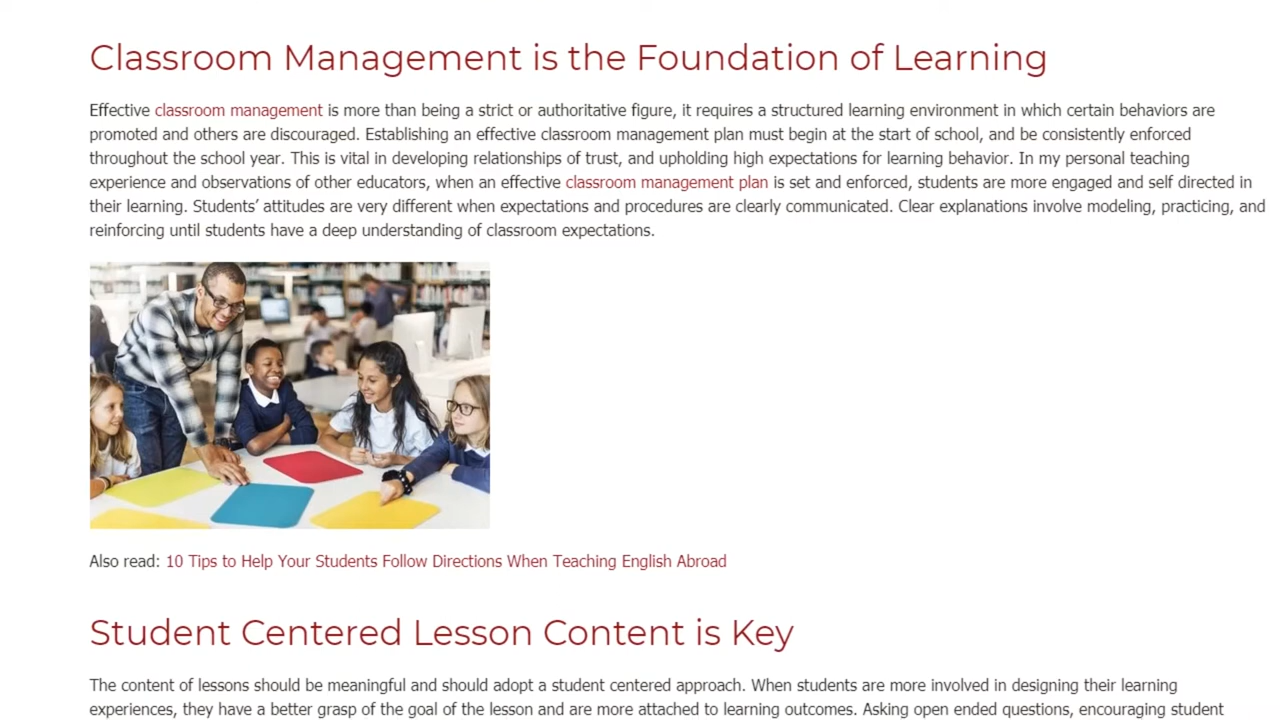 Classroom Management is the Foundation of Learning
Effective classroom management is more than being a strict or authoritative figure, it requires a structured learning environment in which certain behaviors are
promoted and others are discouraged. Establishing an effective classroom management plan must begin at the start of school, and be consistently enforced
throughout the school year. This is vital in developing relationships of trust, and upholding high expectations for learning behavior. In my personal teaching
experience and observations of other educators, when an effective classroom management plan is set and enforced, students are more engaged and self directed in
their learning. Students’ attitudes are very different when expectations and procedures are clearly communicated. Clear explanations involve modeling, practicing, and
reinforcing until students have a deep understanding of classroom expectations.
Also read: 10 Tips to Help Your Students Follow Directions When Teaching English Abroad
Student Centered Lesson Content is Key
The content of lessons should be meaningful and should adopt a student centered approach. When students are more involved in designing their learning
experiences, they have a better grasp of the goal of the lesson and are more attached to learning outcomes. Asking open ended questions, encouraging student